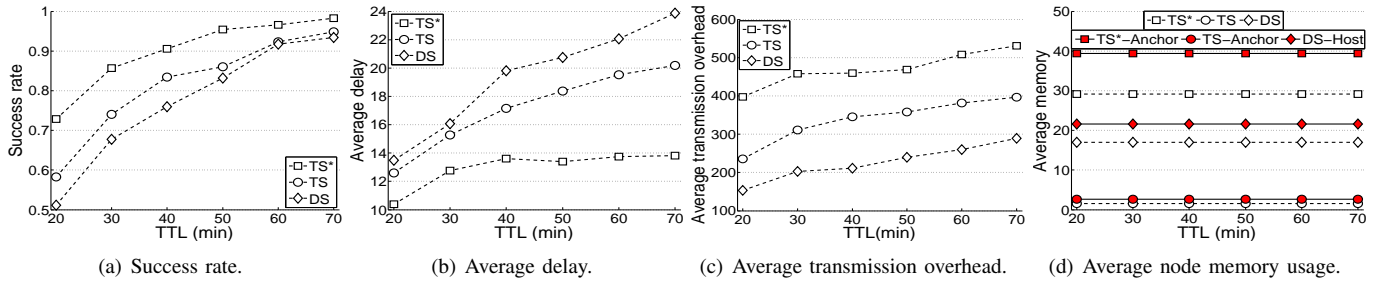 Success rate
1
0.9
0.8
0.7
0.6
0.5
20 30 40 50 60 70
TTL (min)
TS*
TS
DS
(a) Success rate.
Average delay
24
22
20
18
16
14
12
10
20 30 40 50 60 70
TTL (min)
TS*
TS
DS
(b) Average delay.
Average transmission overhead
600
500
400
300
200
100
20 30 40 50 60 70
TTL(min)
TS*
TS
DS
(c) Average transmission overhead.
Average memory
50
40
30
20
10
0
20 30 40 50 60 70
TTL (min)
TS* TS DS
TS*−Anchor TS−Anchor DS−Host
(d) Average node memory usage.